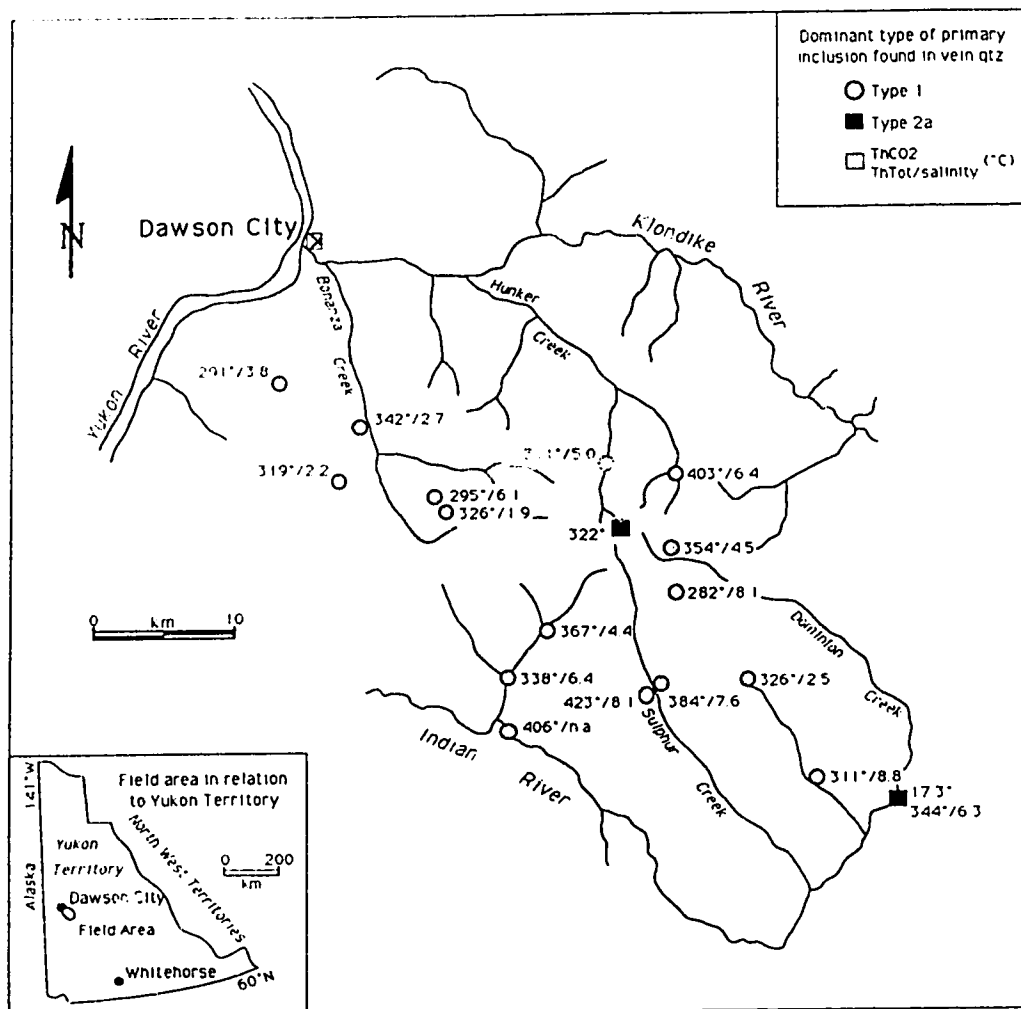 Dominant type of primary
inclusion found in vein qtz
Type 1
Type 2a
ThCO2
ThTot/salinity (°C)
N
Dawson City
Klondike
River
Yukon
River
Bonanza
Creek
Hunker
Creek
291°/3.8
342°/2.7
319°/2.2
295°/6.1
326°/1.9
/5.0
403°/6.4
322°
354°/4.5
282°/8.1
0 km 10
367°/4.4
338°/6.4
406°/n.a
423°/8.1
384°/7.6
326°/2.5
311°/8.8
17.3°
344°/6.3
Dominion
Creek
Sulphur
Creek
Indian
River
Field area in relation
to Yukon Territory
141°W
Alaska
Yukon
Territory
North West Territories
0 200
km
Dawson City
Field Area
Whitehorse
60°N